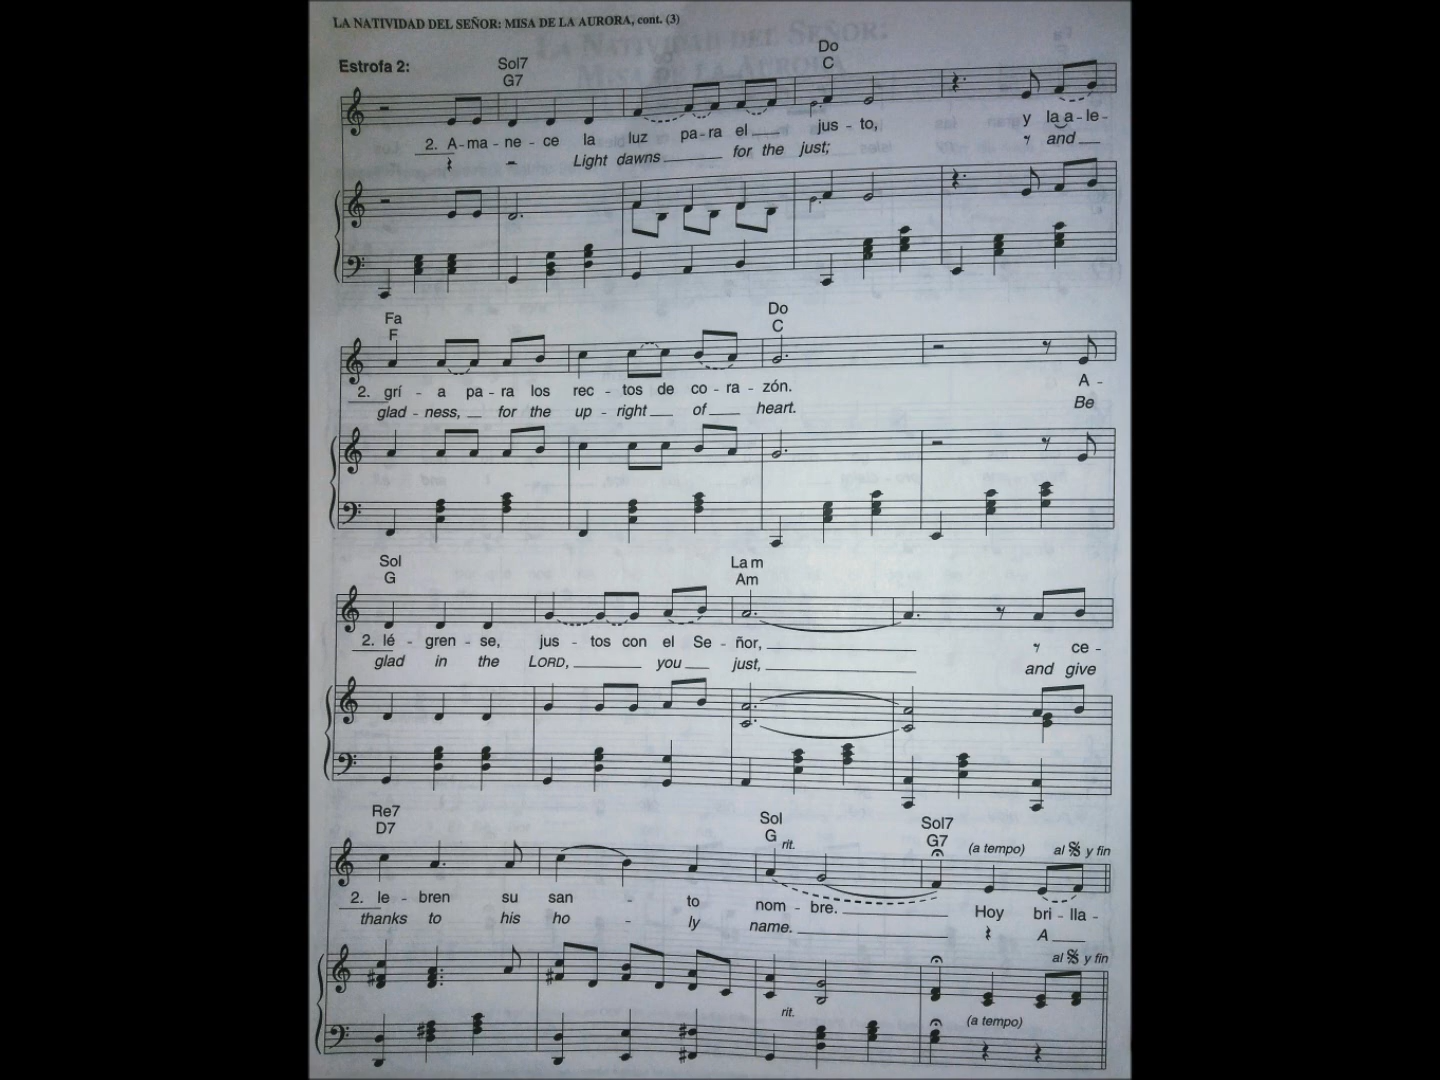 LA NATIVIDAD DEL SEÑOR: MISA DE LA AURORA, cont. (3)
Estrofa 2:
Sol7 Do
G7 C
2. A-ma - ne - ce la luz pa - ra el jus - to, y la a - le -
Light dawns for the just; and
Fa Do
F C
2. grí - a pa - ra los rec - tos de co - ra - zón. A -
glad - ness, for the up - right of heart. Be
Sol La m
G Am
2. lé - gren - se, jus - tos con el Se - ñor, ce -
glad in the LORD, you just, and give
Re7 Sol Sol7
D7 G rit. G7 (a tempo) al 𝄋 y fin
2. le - bren su san - to nom - bre. Hoy bri - lla -
thanks to his ho - ly name. A
al 𝄋 y fin
rit. (a tempo)